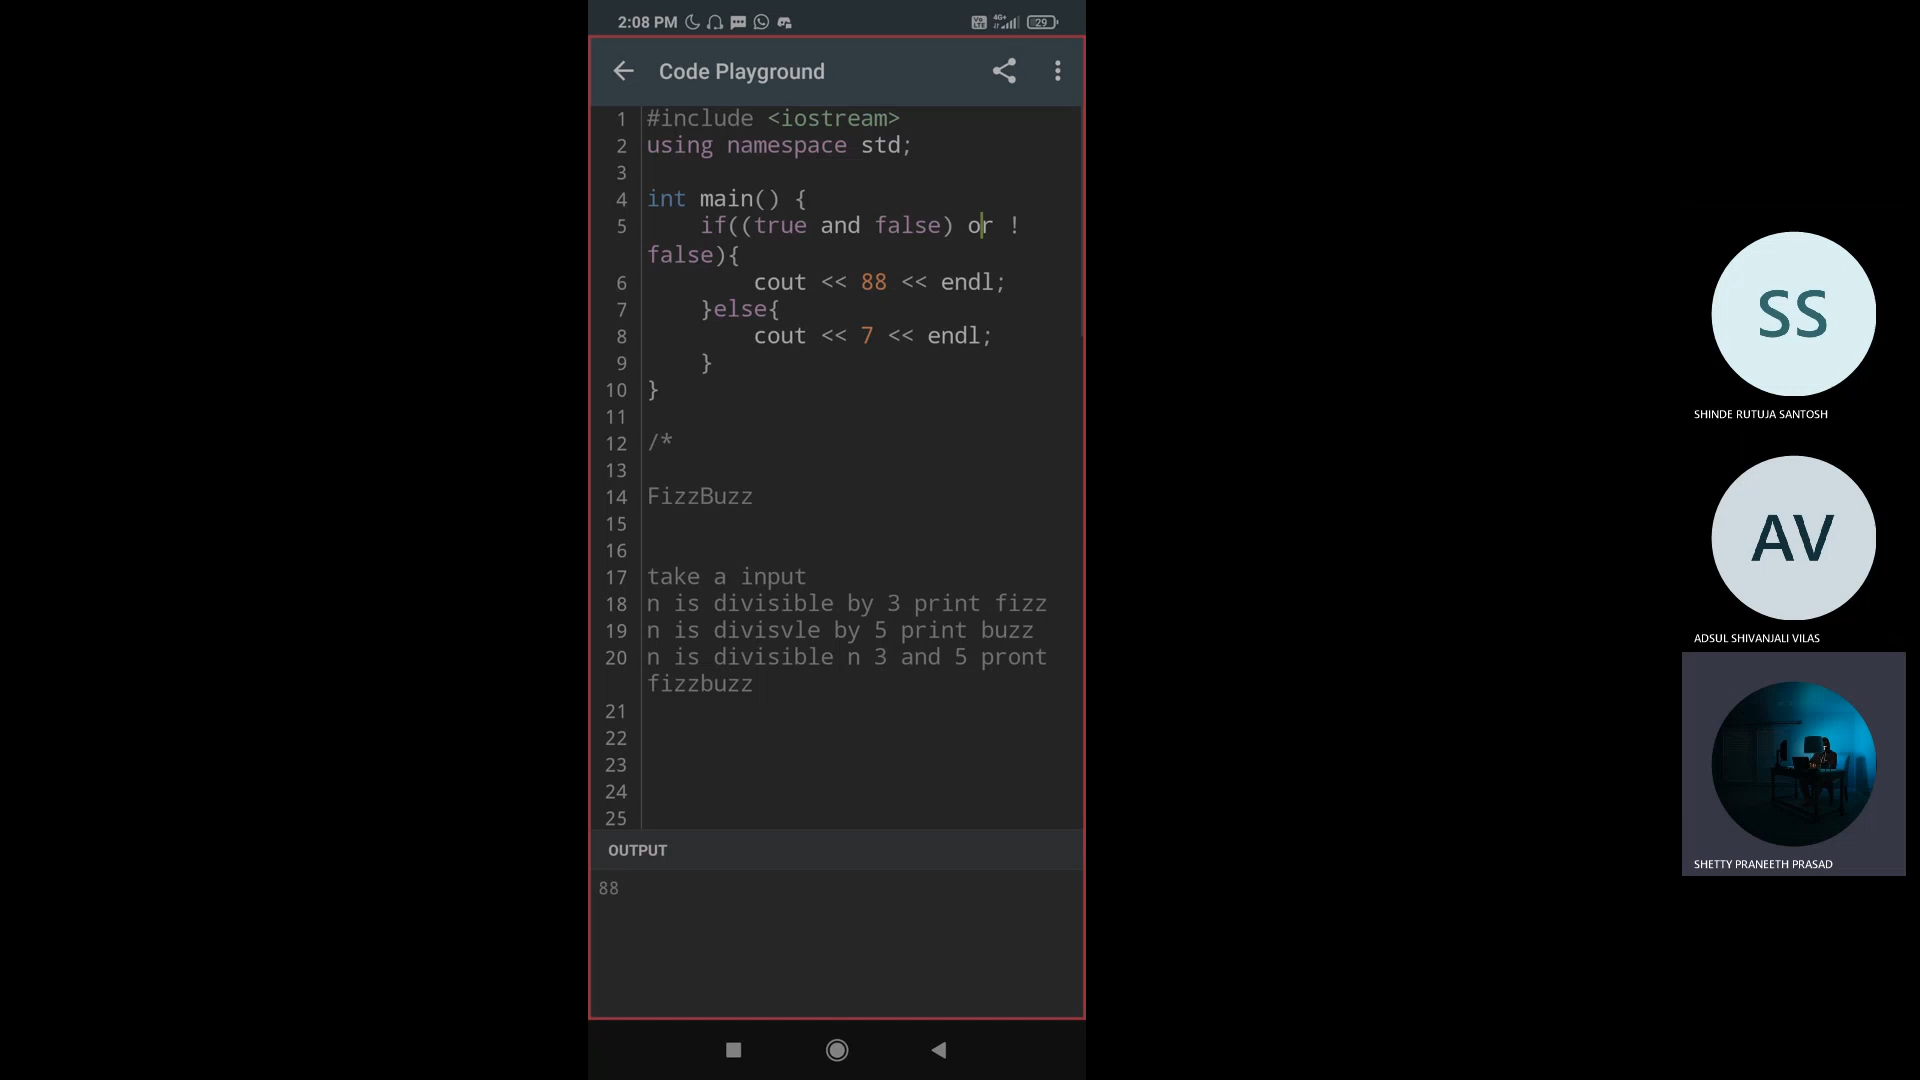 2:08 PM
Vo LTE 4G+ 29
Code Playground
1 #include <iostream>
2 using namespace std;
3
4 int main() {
5 if((true and false) or !
false){
6 cout << 88 << endl;
7 }else{
8 cout << 7 << endl;
9 }
10 }
11
12 /*
13
14 FizzBuzz
15
16
17 take a input
18 n is divisible by 3 print fizz
19 n is divisvle by 5 print buzz
20 n is divisible n 3 and 5 pront
fizzbuzz
21
22
23
24
25
OUTPUT
88
SS
SHINDE RUTUJA SANTOSH
AV
ADSUL SHIVANJALI VILAS
SHETTY PRANEETH PRASAD